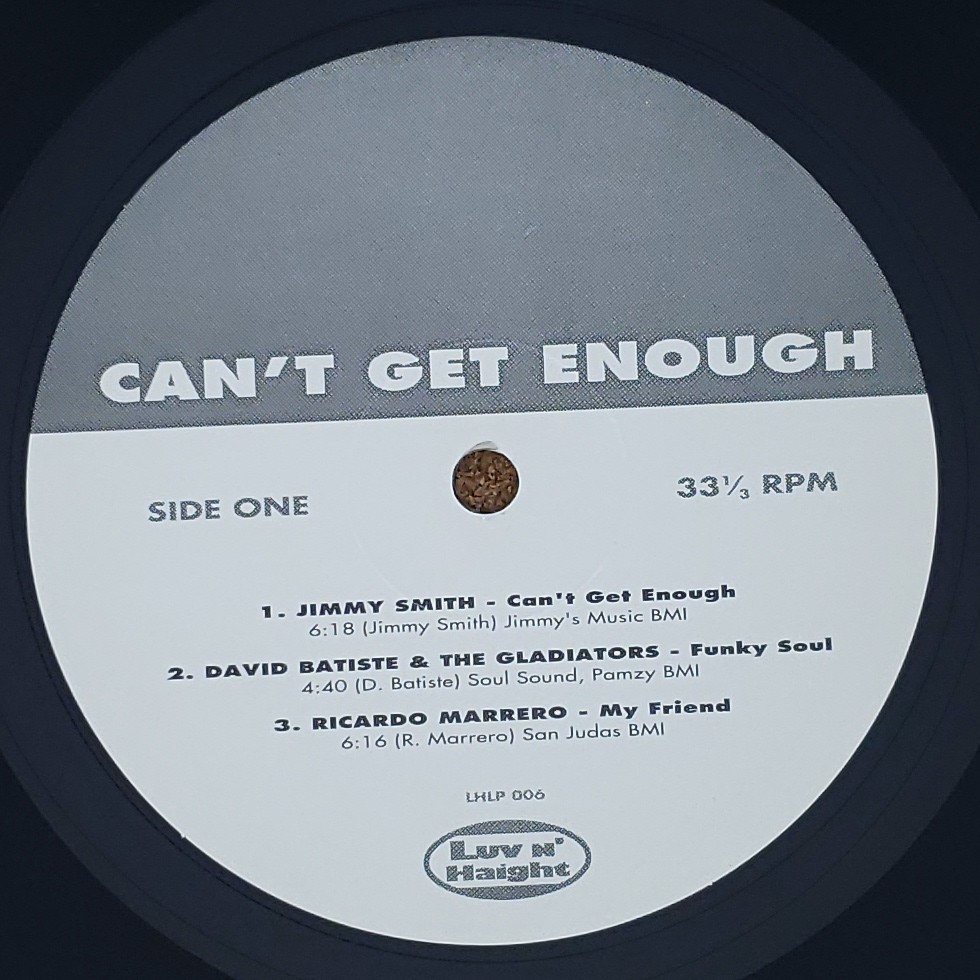 CAN'T GET ENOUGH
SIDE ONE
33⅓ RPM
1. JIMMY SMITH - Can't Get Enough
6:18 (Jimmy Smith) Jimmy's Music BMI
2. DAVID BATISTE & THE GLADIATORS - Funky Soul
4:40 (D. Batiste) Soul Sound, Pamzy BMI
3. RICARDO MARRERO - My Friend
6:16 (R. Marrero) San Judas BMI
LHLP 006
Luv N'
Haight